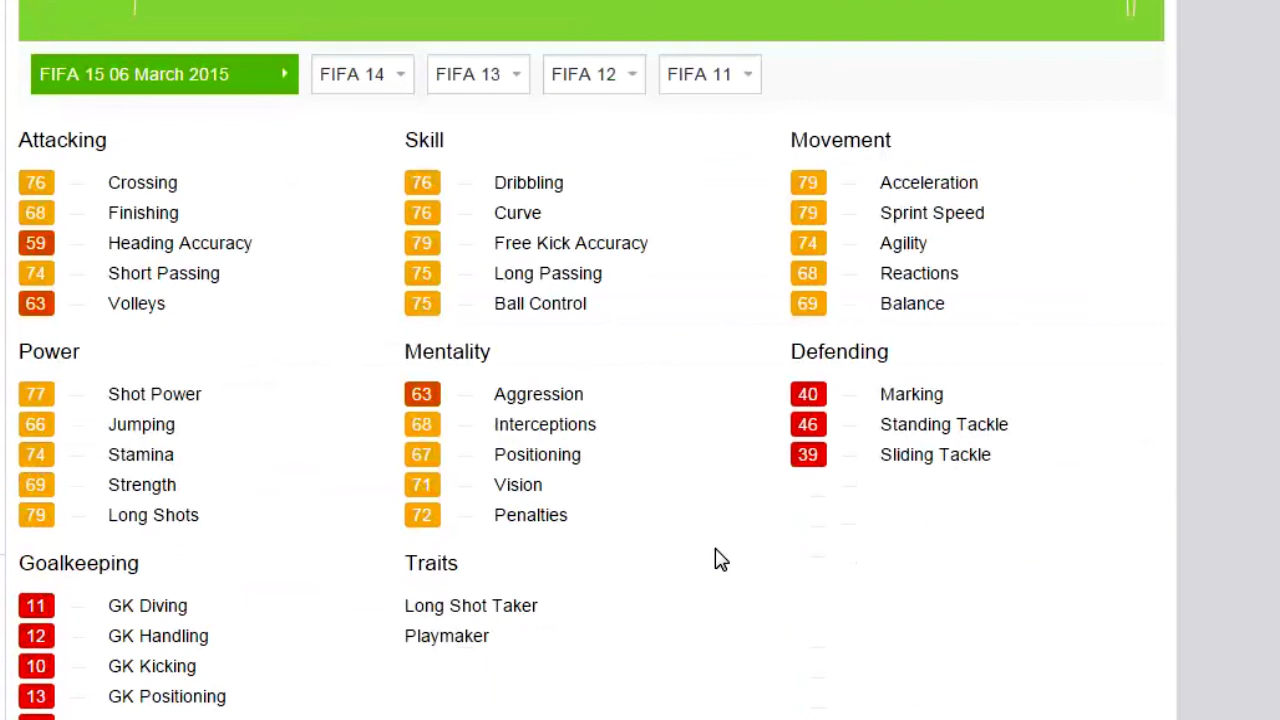 FIFA 15 06 March 2015 FIFA 14 FIFA 13 FIFA 12 FIFA 11
Attacking
76 Crossing
68 Finishing
59 Heading Accuracy
74 Short Passing
63 Volleys
Skill
76 Dribbling
76 Curve
79 Free Kick Accuracy
75 Long Passing
75 Ball Control
Movement
79 Acceleration
79 Sprint Speed
74 Agility
68 Reactions
69 Balance
Power
77 Shot Power
66 Jumping
74 Stamina
69 Strength
79 Long Shots
Mentality
63 Aggression
68 Interceptions
67 Positioning
71 Vision
72 Penalties
Defending
40 Marking
46 Standing Tackle
39 Sliding Tackle
Goalkeeping
11 GK Diving
12 GK Handling
10 GK Kicking
13 GK Positioning
Traits
Long Shot Taker
Playmaker